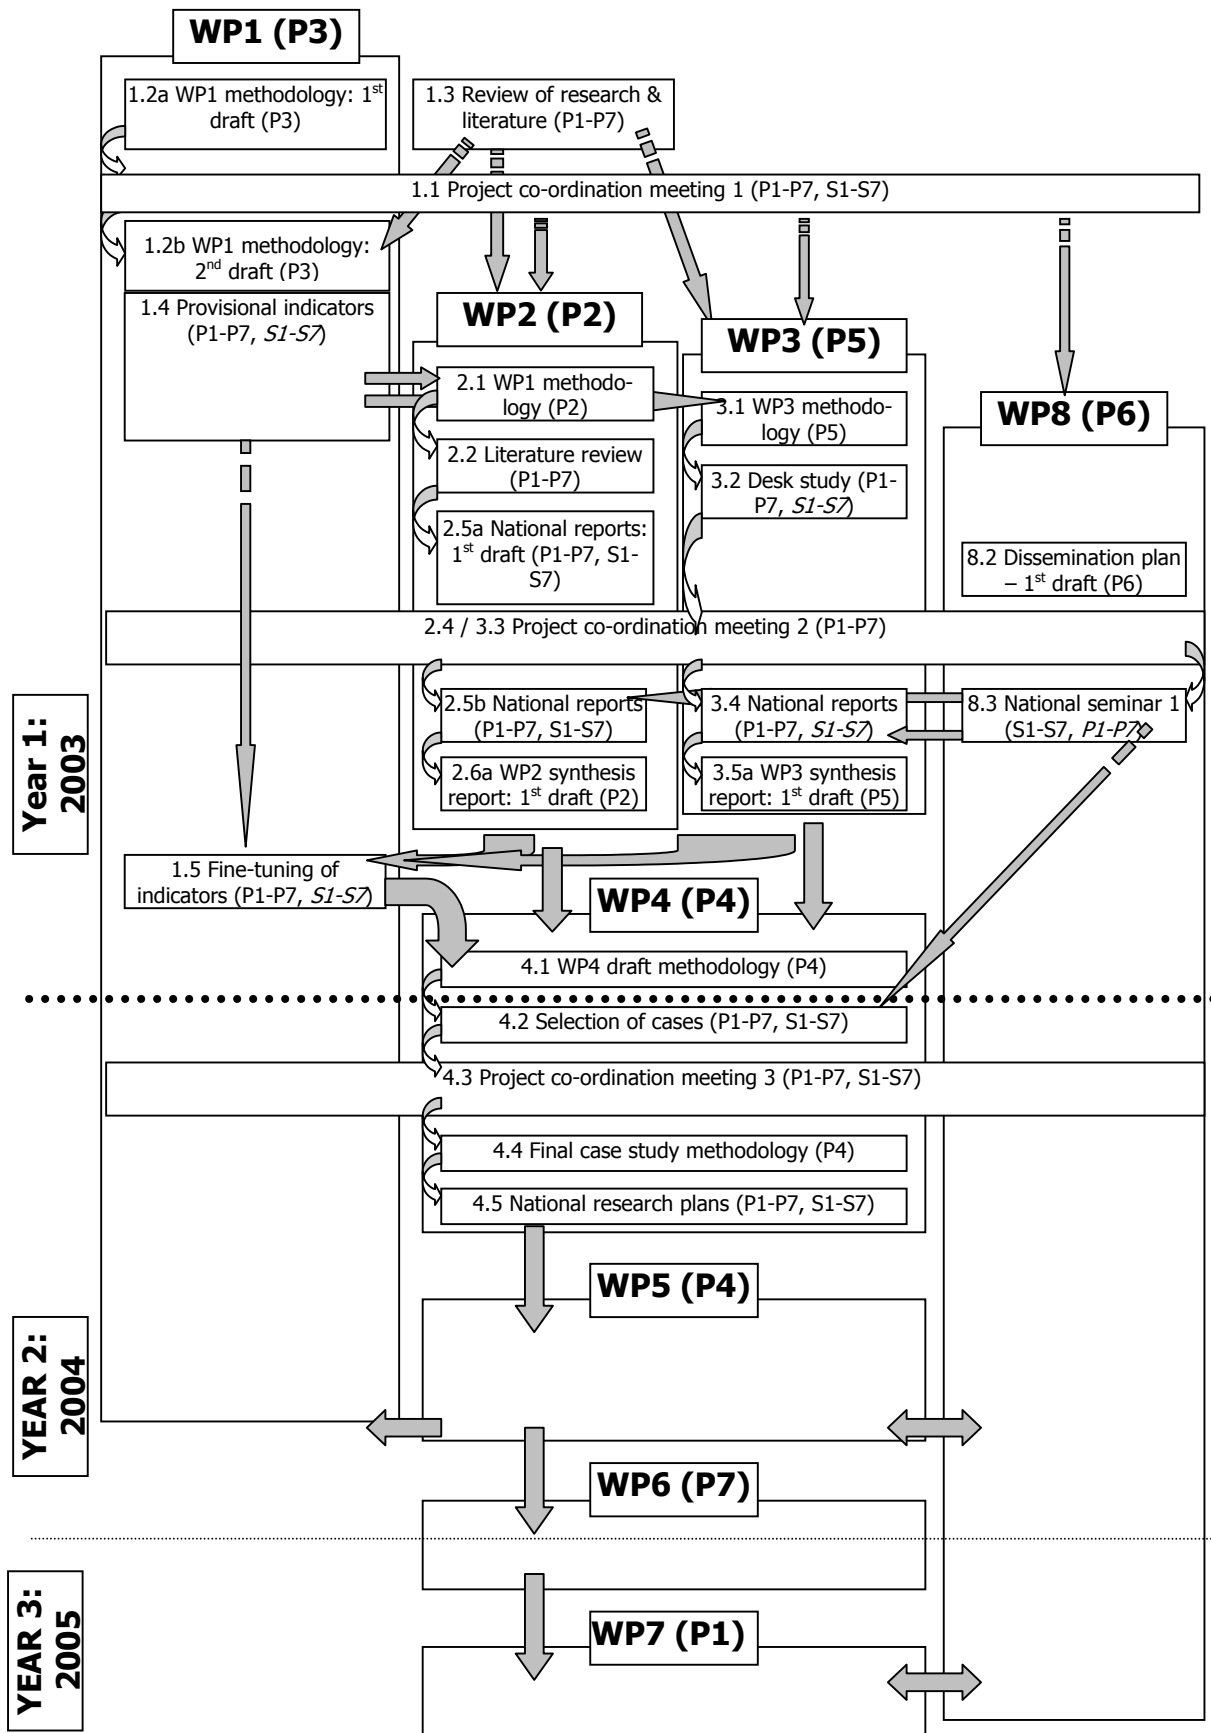 WP1 (P3)
1.2a WP1 methodology: 1st
draft (P3)
1.3 Review of research &
literature (P1-P7)
1.1 Project co-ordination meeting 1 (P1-P7, S1-S7)
1.2b WP1 methodology:
2nd draft (P3)
1.4 Provisional indicators
(P1-P7, S1-S7)
WP2 (P2)
WP3 (P5)
WP8 (P6)
2.1 WP1 methodo-
logy (P2)
3.1 WP3 methodo-
logy (P5)
2.2 Literature review
(P1-P7)
3.2 Desk study (P1-
P7, S1-S7)
2.5a National reports:
1st draft (P1-P7, S1-
S7)
8.2 Dissemination plan
– 1st draft (P6)
2.4 / 3.3 Project co-ordination meeting 2 (P1-P7)
Year 1:
2003
2.5b National reports
(P1-P7, S1-S7)
3.4 National reports
(P1-P7, S1-S7)
8.3 National seminar 1
(S1-S7, P1-P7)
2.6a WP2 synthesis
report: 1st draft (P2)
3.5a WP3 synthesis
report: 1st draft (P5)
1.5 Fine-tuning of
indicators (P1-P7, S1-S7)
WP4 (P4)
4.1 WP4 draft methodology (P4)
4.2 Selection of cases (P1-P7, S1-S7)
4.3 Project co-ordination meeting 3 (P1-P7, S1-S7)
4.4 Final case study methodology (P4)
4.5 National research plans (P1-P7, S1-S7)
WP5 (P4)
YEAR 2:
2004
WP6 (P7)
YEAR 3:
2005
WP7 (P1)